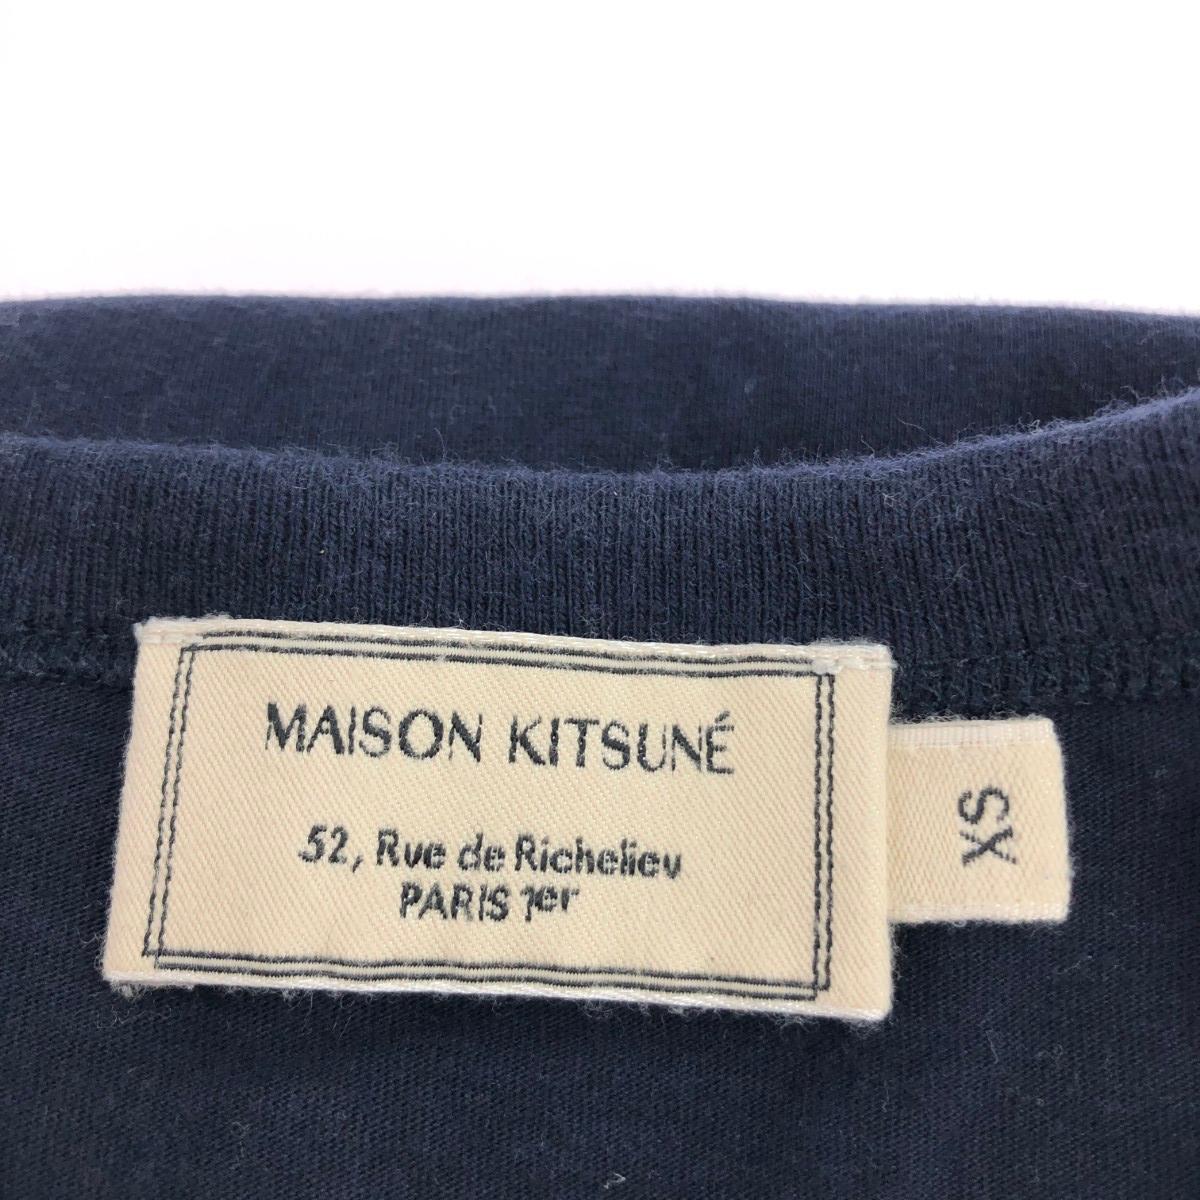 MAISON KITSUNÉ
52, Rue de Richelieu
PARIS 1er
XS